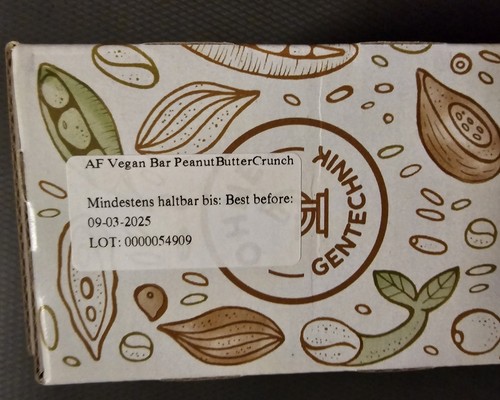 AF Vegan Bar PeanutButterCrunch
Mindestens haltbar bis: Best before:
09-03-2025
LOT: 0000054909
GENTECHNIK